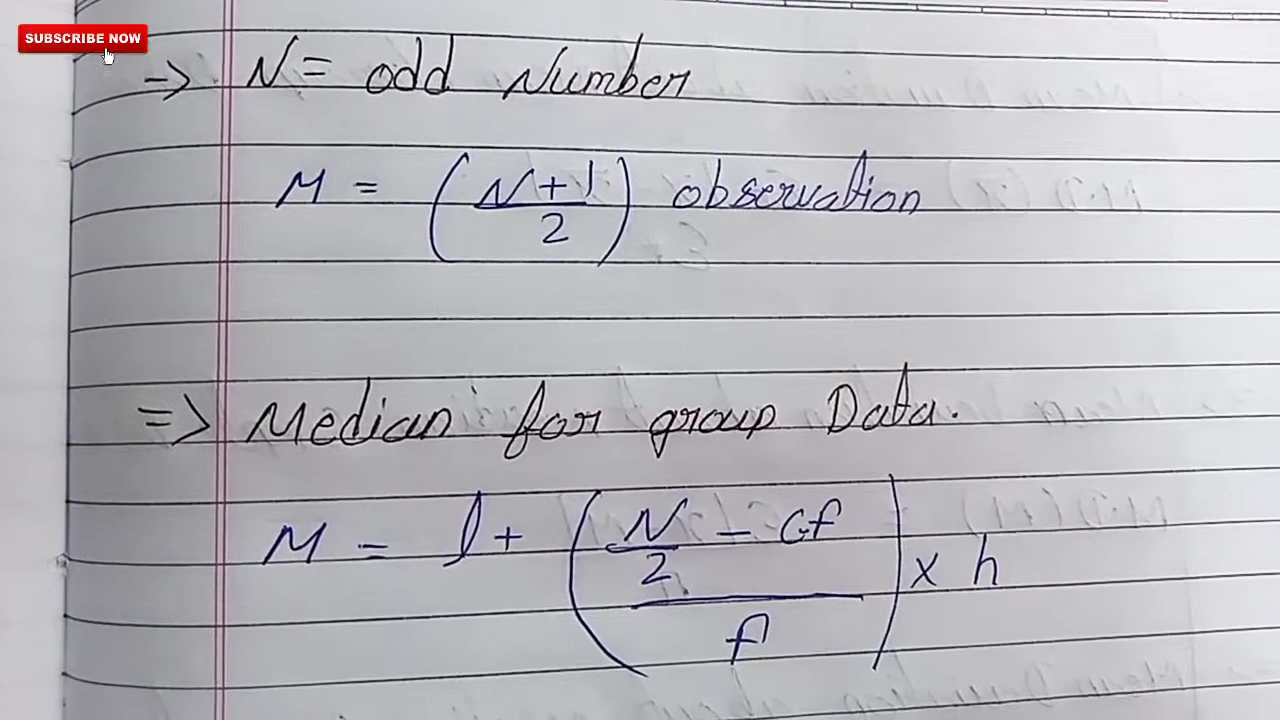 SUBSCRIBE NOW
→ N = odd Number
M = (N+1/2) observation
=> Median for group Data.
M = l + (N/2 - Cf / f) x h